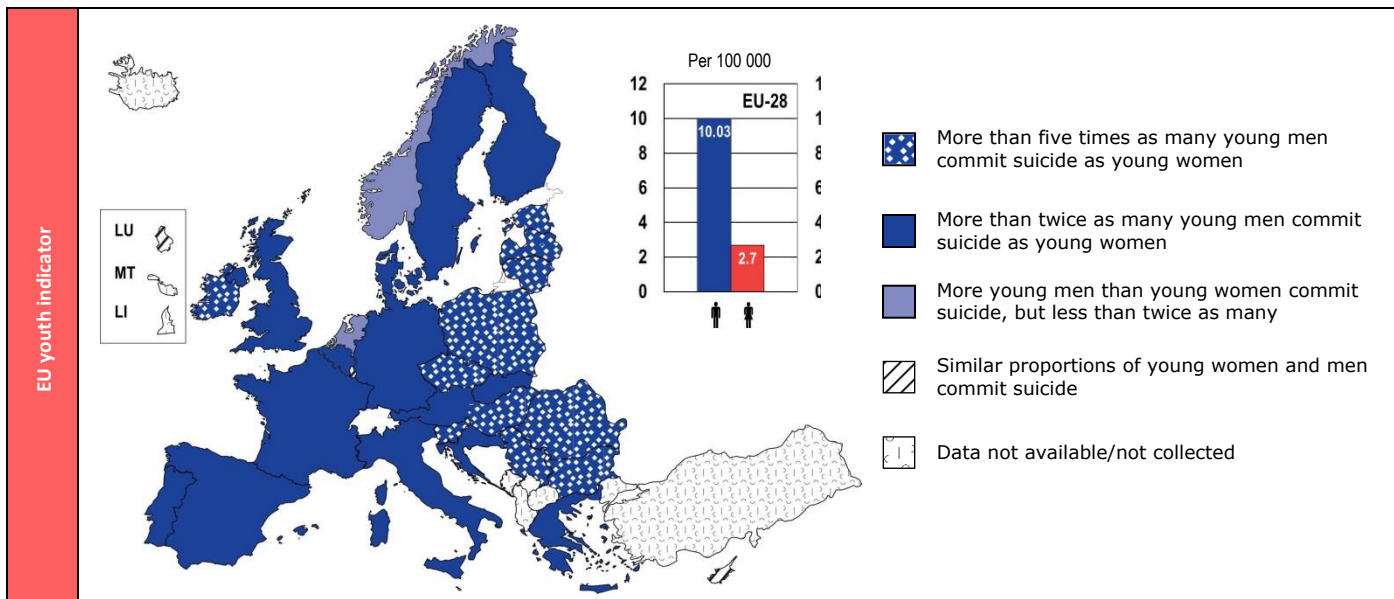 EU youth indicator
LU
MT
LI
Per 100 000
EU-28
12
10
8
6
4
2
0
10.03
2.7
More than five times as many young men
commit suicide as young women
More than twice as many young men commit
suicide as young women
More young men than young women commit
suicide, but less than twice as many
Similar proportions of young women and men
commit suicide
Data not available/not collected